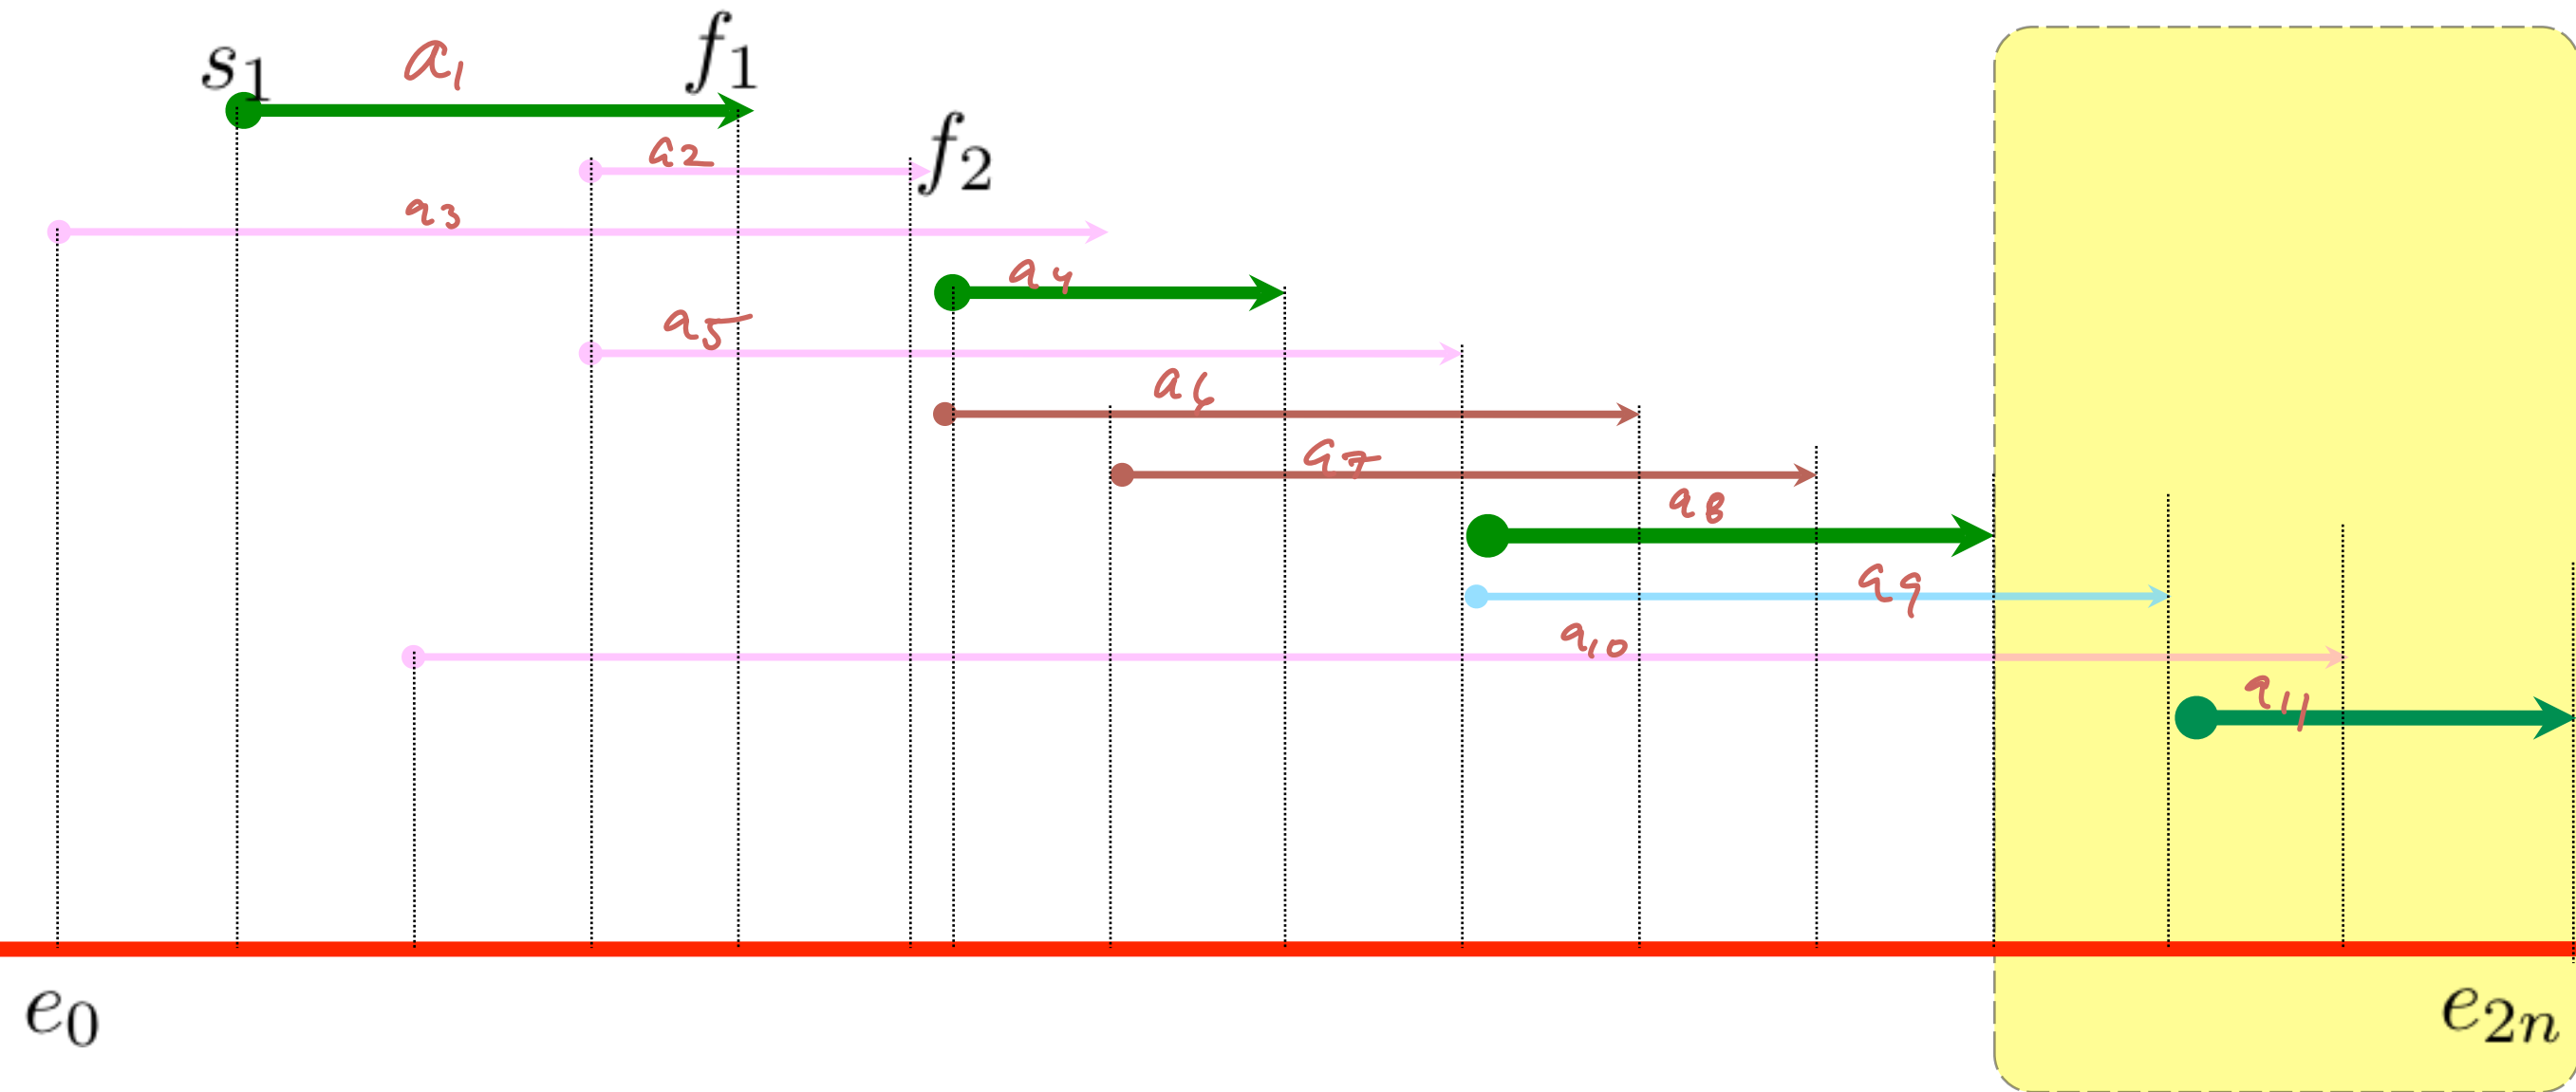 s₁ a₁ f₁
a₂ f₂
a₃
a₄
a₅
a₆
a₇
a₈
a₉
a₁₀
a₁₁
e₀ e₂ₙ